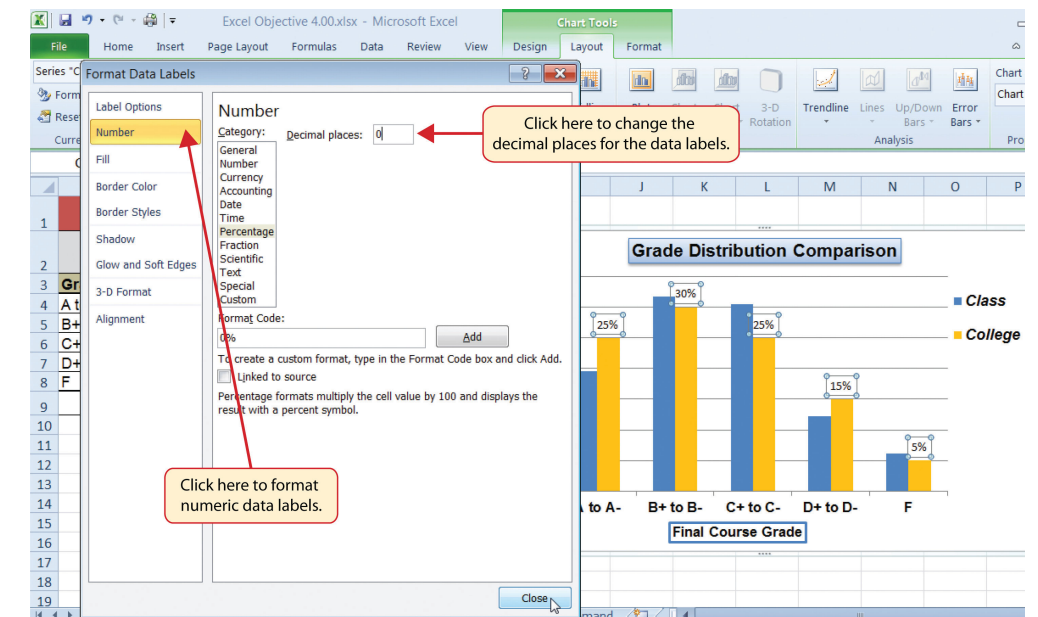 Excel Objective 4.00.xlsx - Microsoft Excel
Chart Tools
File Home Insert Page Layout Formulas Data Review View Design Layout Format
Series "C
Form
Rese
Curre
3-D
Rotation
Trendline Lines Up/Down Error
Bars Bars
Analysis
Chart
Chart
Pro
Format Data Labels
Label Options
Number
Fill
Border Color
Border Styles
Shadow
Glow and Soft Edges
3-D Format
Alignment
Number
Category: Decimal places: 0
General
Number
Currency
Accounting
Date
Time
Percentage
Fraction
Scientific
Text
Special
Custom
Format Code:
0% Add
To create a custom format, type in the Format Code box and click Add.
Linked to source
Percentage formats multiply the cell value by 100 and displays the
result with a percent symbol.
Close
Click here to change the
decimal places for the data labels.
Click here to format
numeric data labels.
J K L M N O P
1
2
3 Gr
4 A t
5 B+
6 C+
7 D+
8 F
9
10
11
12
13
14
15
16
17
18
19
Grade Distribution Comparison
25% 30% 25% 15% 5%
Class
College
to A- B+ to B- C+ to C- D+ to D- F
Final Course Grade